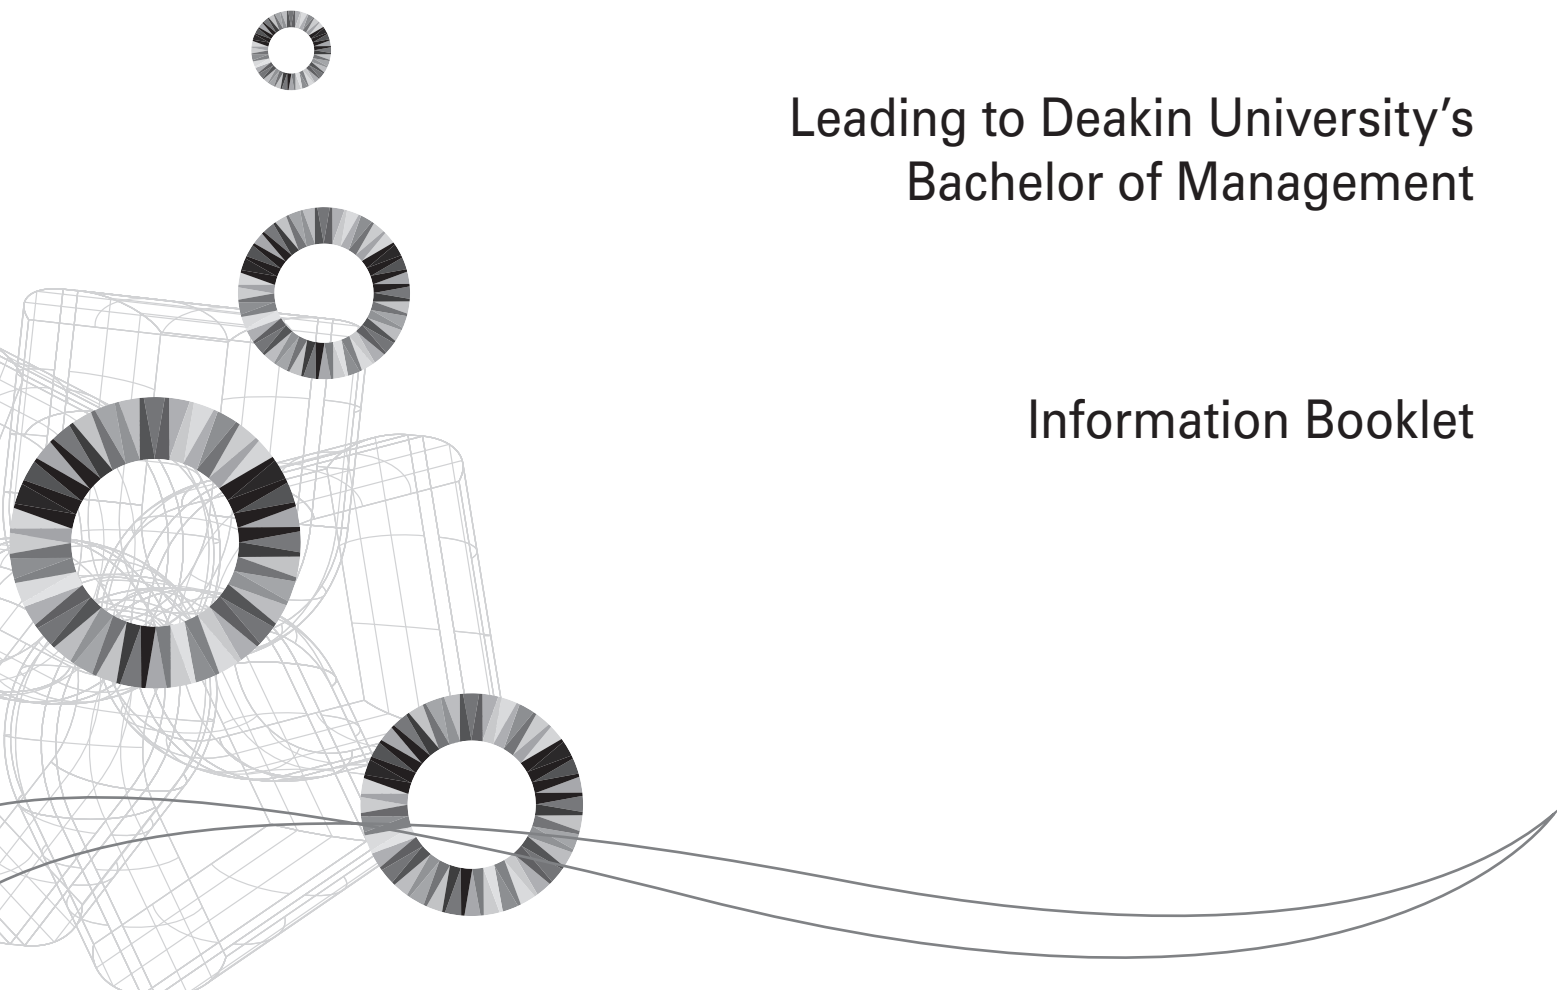 Leading to Deakin University’s
Bachelor of Management
Information Booklet